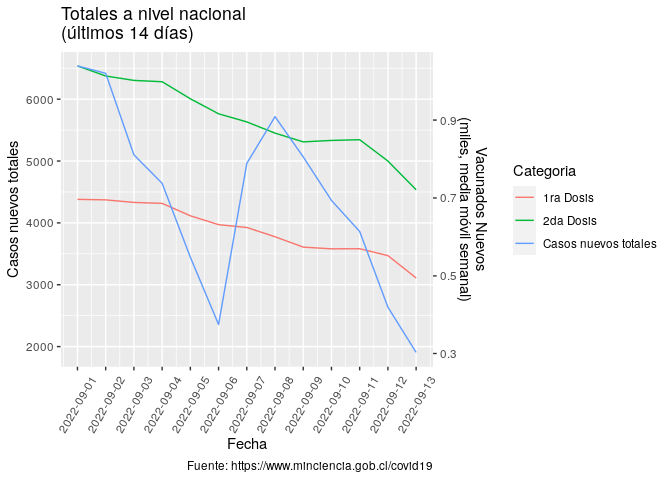 Totales a nivel nacional
(últimos 14 días)
Casos nuevos totales
6000
5000
4000
3000
2000
0.9
0.7
0.5
0.3
Vacunados Nuevos
(miles, media móvil semanal)
2022-09-01
2022-09-02
2022-09-03
2022-09-04
2022-09-05
2022-09-06
2022-09-07
2022-09-08
2022-09-09
2022-09-10
2022-09-11
2022-09-12
2022-09-13
Fecha
Categoria
1ra Dosis
2da Dosis
Casos nuevos totales
Fuente: https://www.minciencia.gob.cl/covid19